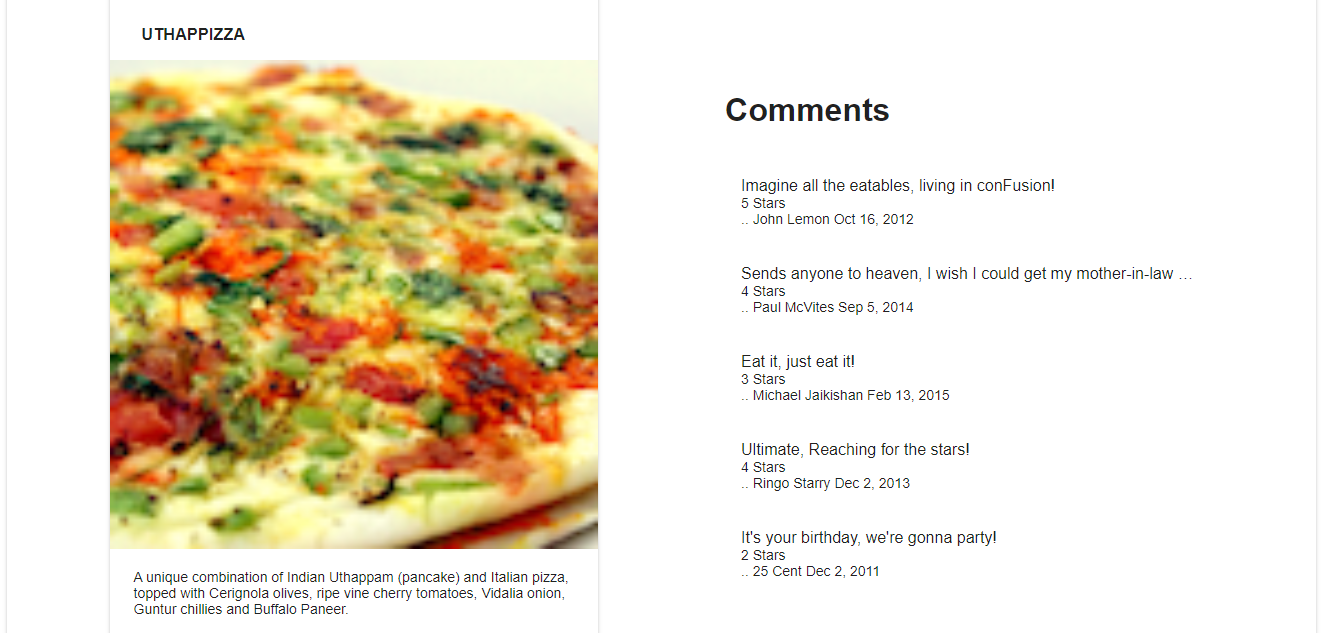 UTHAPPIZZA
A unique combination of Indian Uthappam (pancake) and Italian pizza,
topped with Cerignola olives, ripe vine cherry tomatoes, Vidalia onion,
Guntur chillies and Buffalo Paneer.
Comments
Imagine all the eatables, living in conFusion!
5 Stars
.. John Lemon Oct 16, 2012
Sends anyone to heaven, I wish I could get my mother-in-law …
4 Stars
.. Paul McVites Sep 5, 2014
Eat it, just eat it!
3 Stars
.. Michael Jaikishan Feb 13, 2015
Ultimate, Reaching for the stars!
4 Stars
.. Ringo Starry Dec 2, 2013
It's your birthday, we're gonna party!
2 Stars
.. 25 Cent Dec 2, 2011